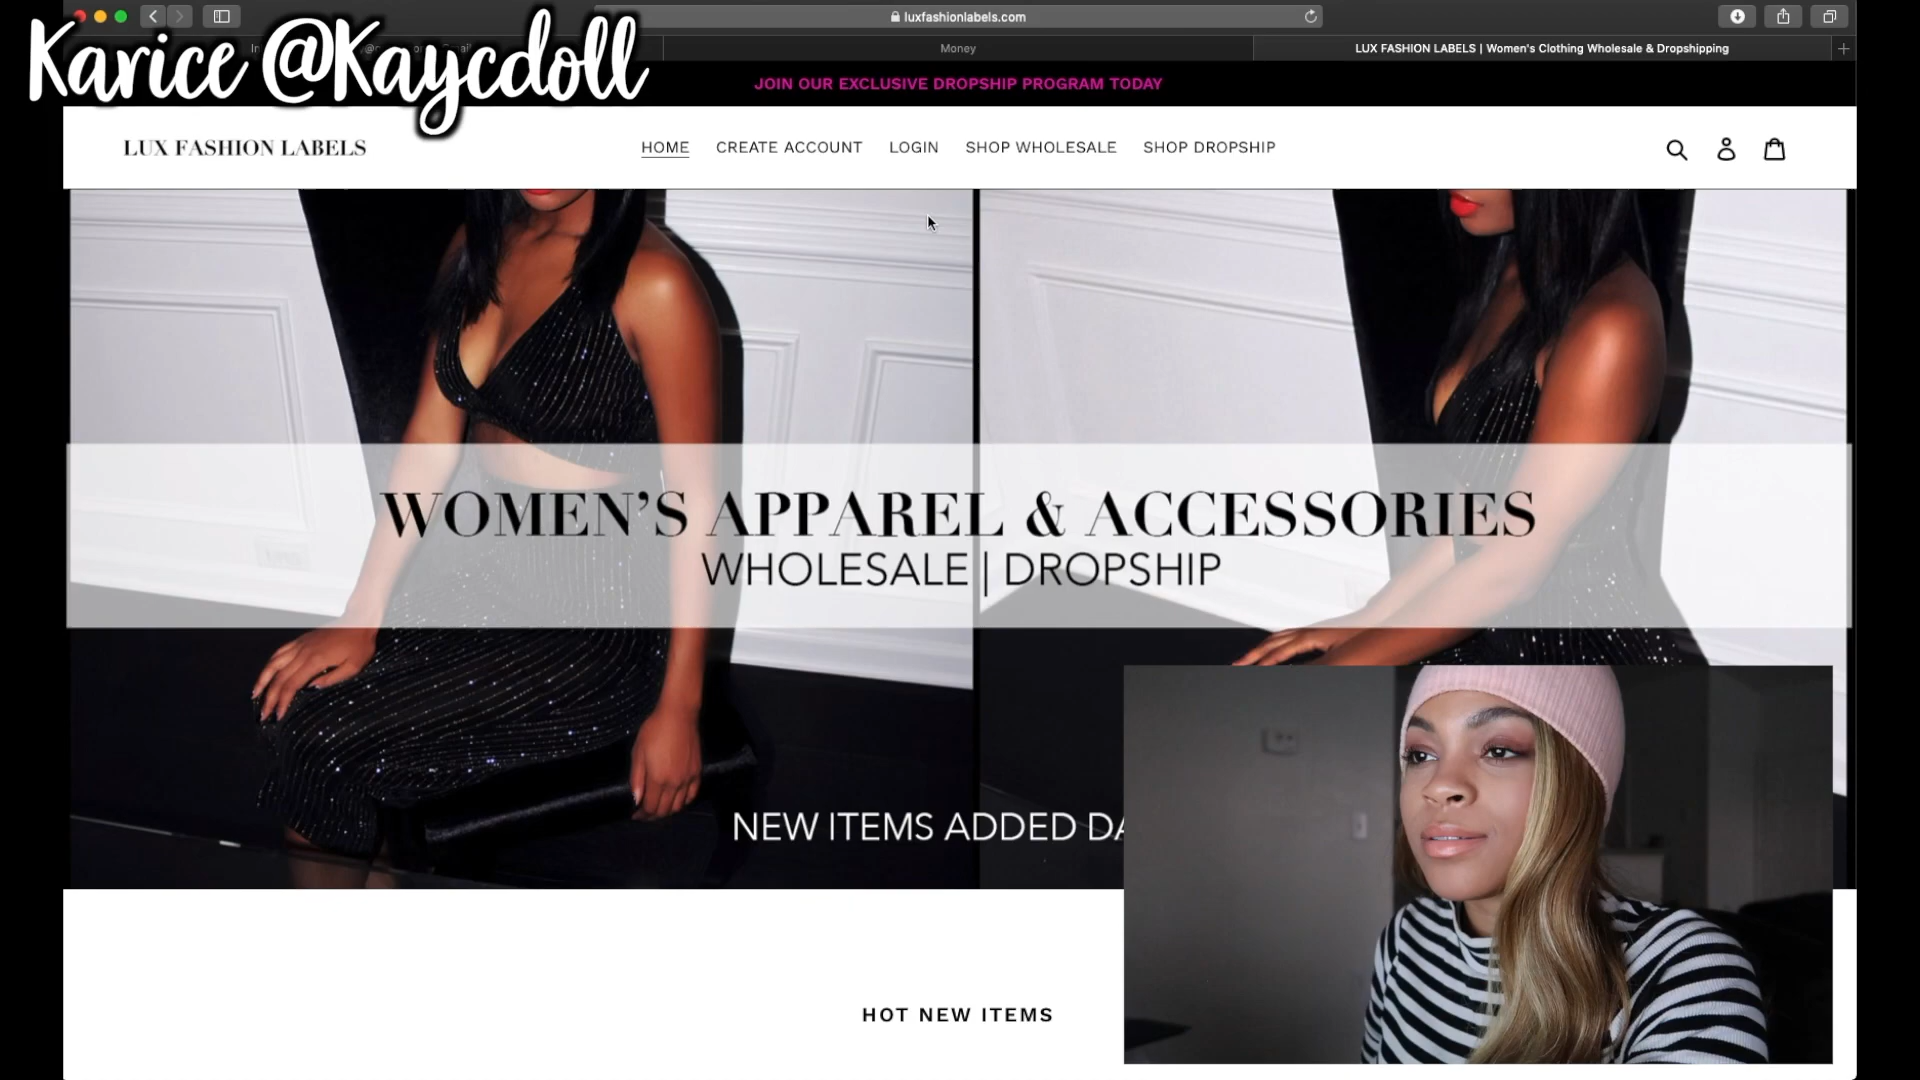 Karice @Kaycdoll
luxfashionlabels.com
Money
LUX FASHION LABELS | Women's Clothing Wholesale & Dropshipping
JOIN OUR EXCLUSIVE DROPSHIP PROGRAM TODAY
LUX FASHION LABELS
HOME CREATE ACCOUNT LOGIN SHOP WHOLESALE SHOP DROPSHIP
WOMEN'S APPAREL & ACCESSORIES
WHOLESALE | DROPSHIP
NEW ITEMS ADDED DA
HOT NEW ITEMS